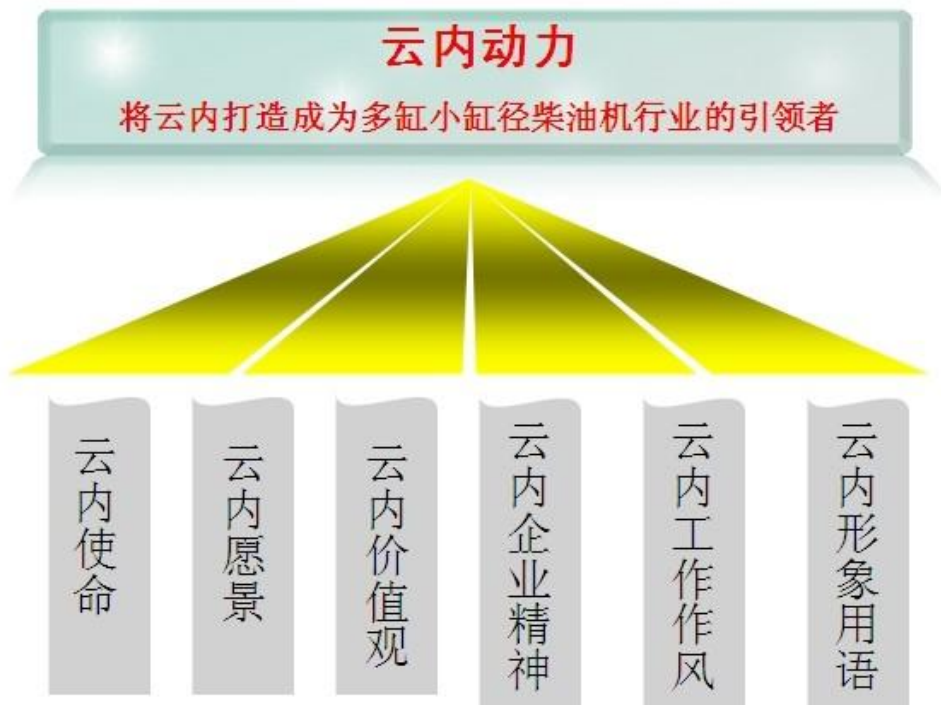 云内动力
将云内打造成为多缸小缸径柴油机行业的引领者
云内使命
云内愿景
云内价值观
云内企业精神
云内工作作风
云内形象用语